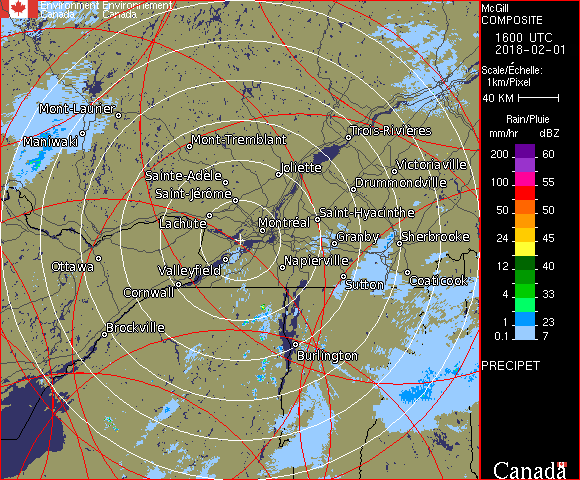 Environment Environnement
Canada Canada
Mont-Laurier
Maniwaki
Mont-Tremblant
Trois-Rivières
Sainte-Adèle
Joliette
Victoriaville
Saint-Jérôme
Drummondville
Lachute
Montréal
Saint-Hyacinthe
Granby
Sherbrooke
Ottawa
Valleyfield
Napierville
Cornwall
Sutton
Coaticook
Brockville
Burlington
McGill
COMPOSITE
1600 UTC
2018-02-01
Scale/Échelle:
1km/Pixel
40 KM
Rain/Pluie
mm/hr dBZ
200 60
100 55
50 50
24 45
12 40
4 33
2 23
0.1 7
PRECIPET
Canada